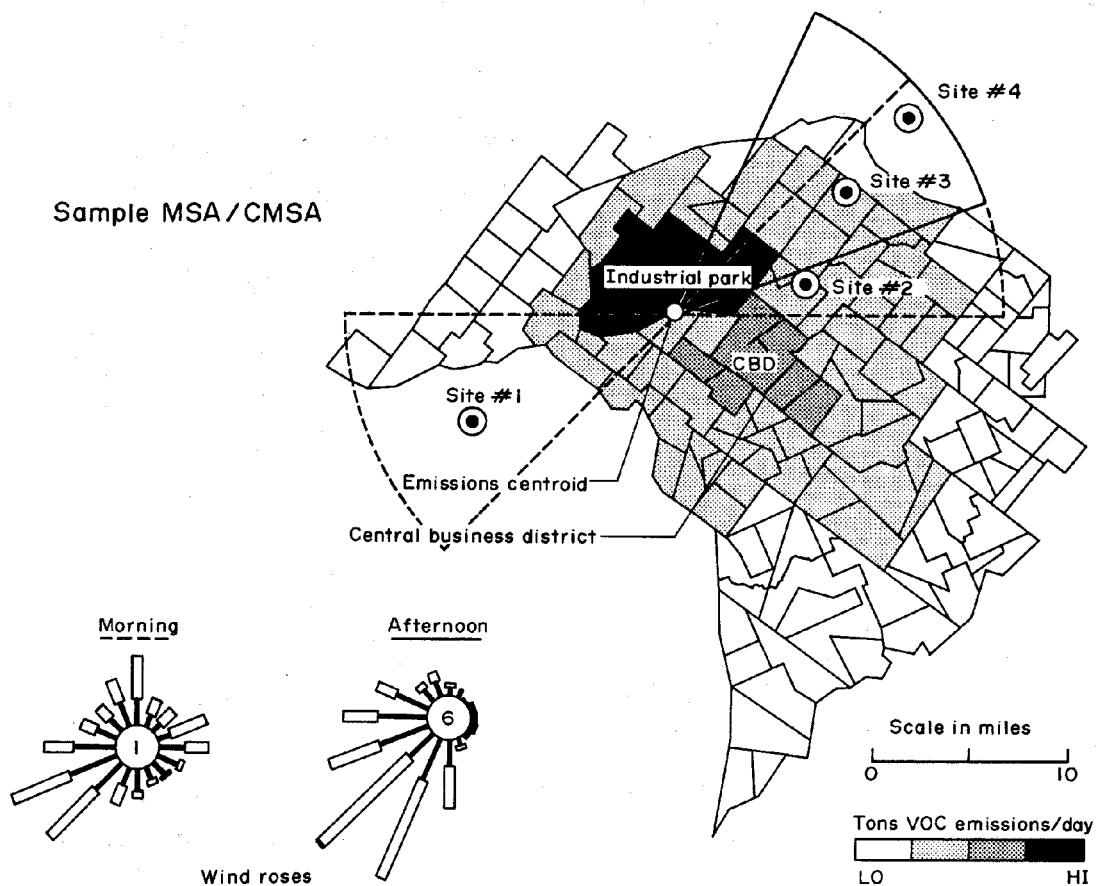 Site #4
Site #3
Sample MSA/CMSA
Industrial park
Site #2
CBD
Site #1
Emissions centroid
Central business district
Morning
Afternoon
1
6
Scale in miles
0 10
Tons VOC emissions/day
LO HI
Wind roses